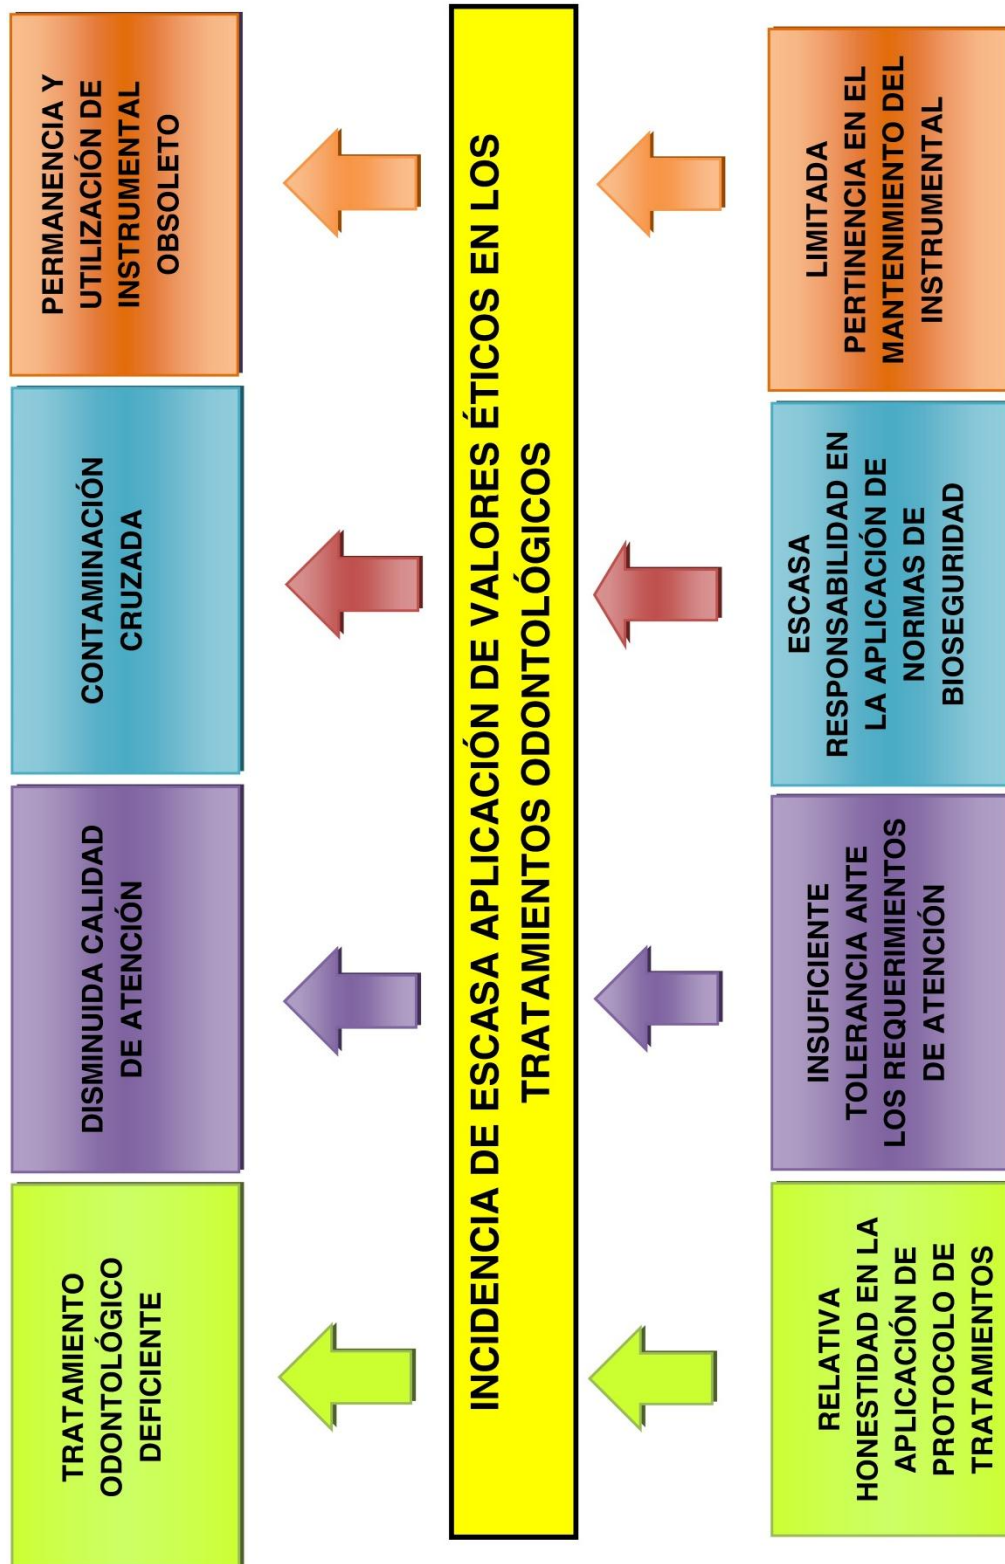 TRATAMIENTO
ODONTOLÓGICO
DEFICIENTE
DISMINUIDA CALIDAD
DE ATENCIÓN
CONTAMINACIÓN
CRUZADA
PERMANENCIA Y
UTILIZACIÓN DE
INSTRUMENTAL
OBSOLETO
INCIDENCIA DE ESCASA APLICACIÓN DE VALORES ÉTICOS EN LOS
TRATAMIENTOS ODONTOLÓGICOS
RELATIVA
HONESTIDAD EN LA
APLICACIÓN DE
PROTOCOLO DE
TRATAMIENTOS
INSUFICIENTE
TOLERANCIA ANTE
LOS REQUERIMIENTOS
DE ATENCIÓN
ESCASA
RESPONSABILIDAD EN
LA APLICACIÓN DE
NORMAS DE
BIOSEGURIDAD
LIMITADA
PERTINENCIA EN EL
MANTENIMIENTO DEL
INSTRUMENTAL